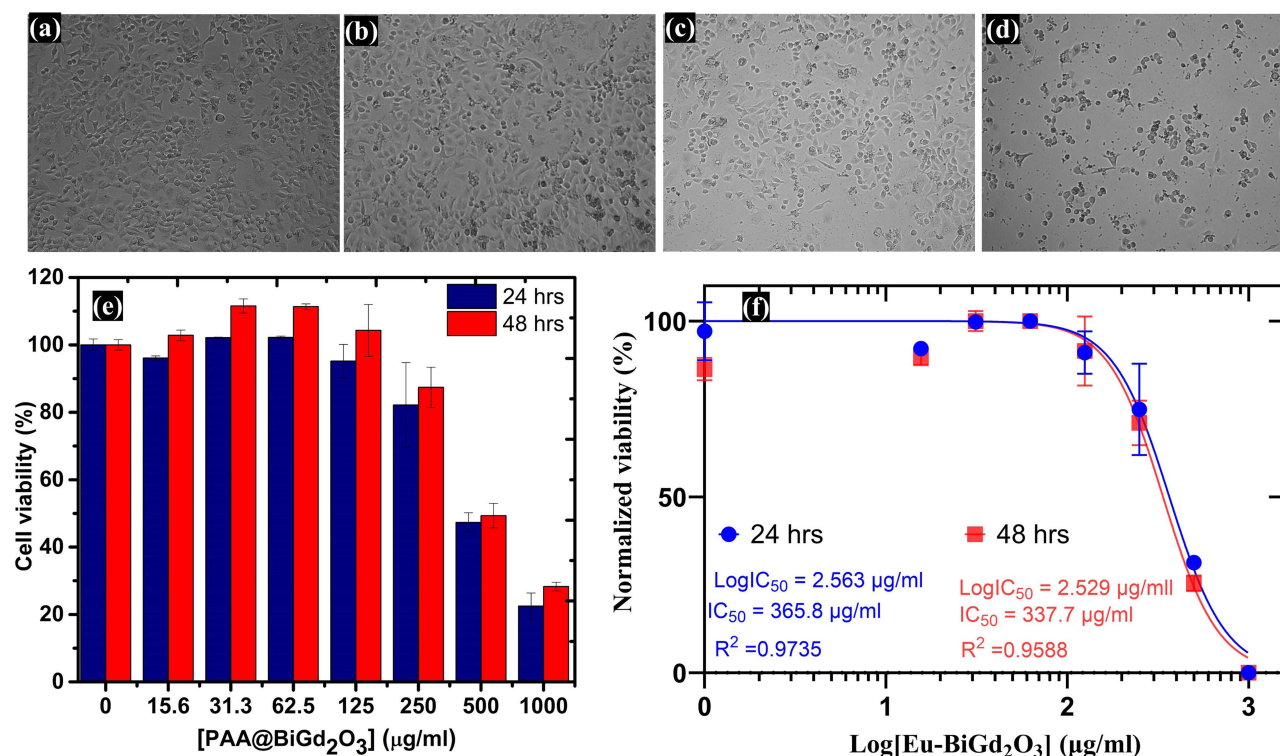 (a)
(b)
(c)
(d)
(e)
24 hrs
48 hrs
120
100
80
60
40
20
0
Cell viability (%)
0 15.6 31.3 62.5 125 250 500 1000
[PAA@BiGd₂O₃] (µg/ml)
(f)
100
50
0
Normalized viability (%)
24 hrs
48 hrs
LogIC₅₀ = 2.563 µg/ml
IC₅₀ = 365.8 µg/ml
R² =0.9735
LogIC₅₀ = 2.529 µg/mll
IC₅₀ = 337.7 µg/ml
R² =0.9588
0 1 2 3
Log[Eu-BiGd₂O₃] (µg/ml)